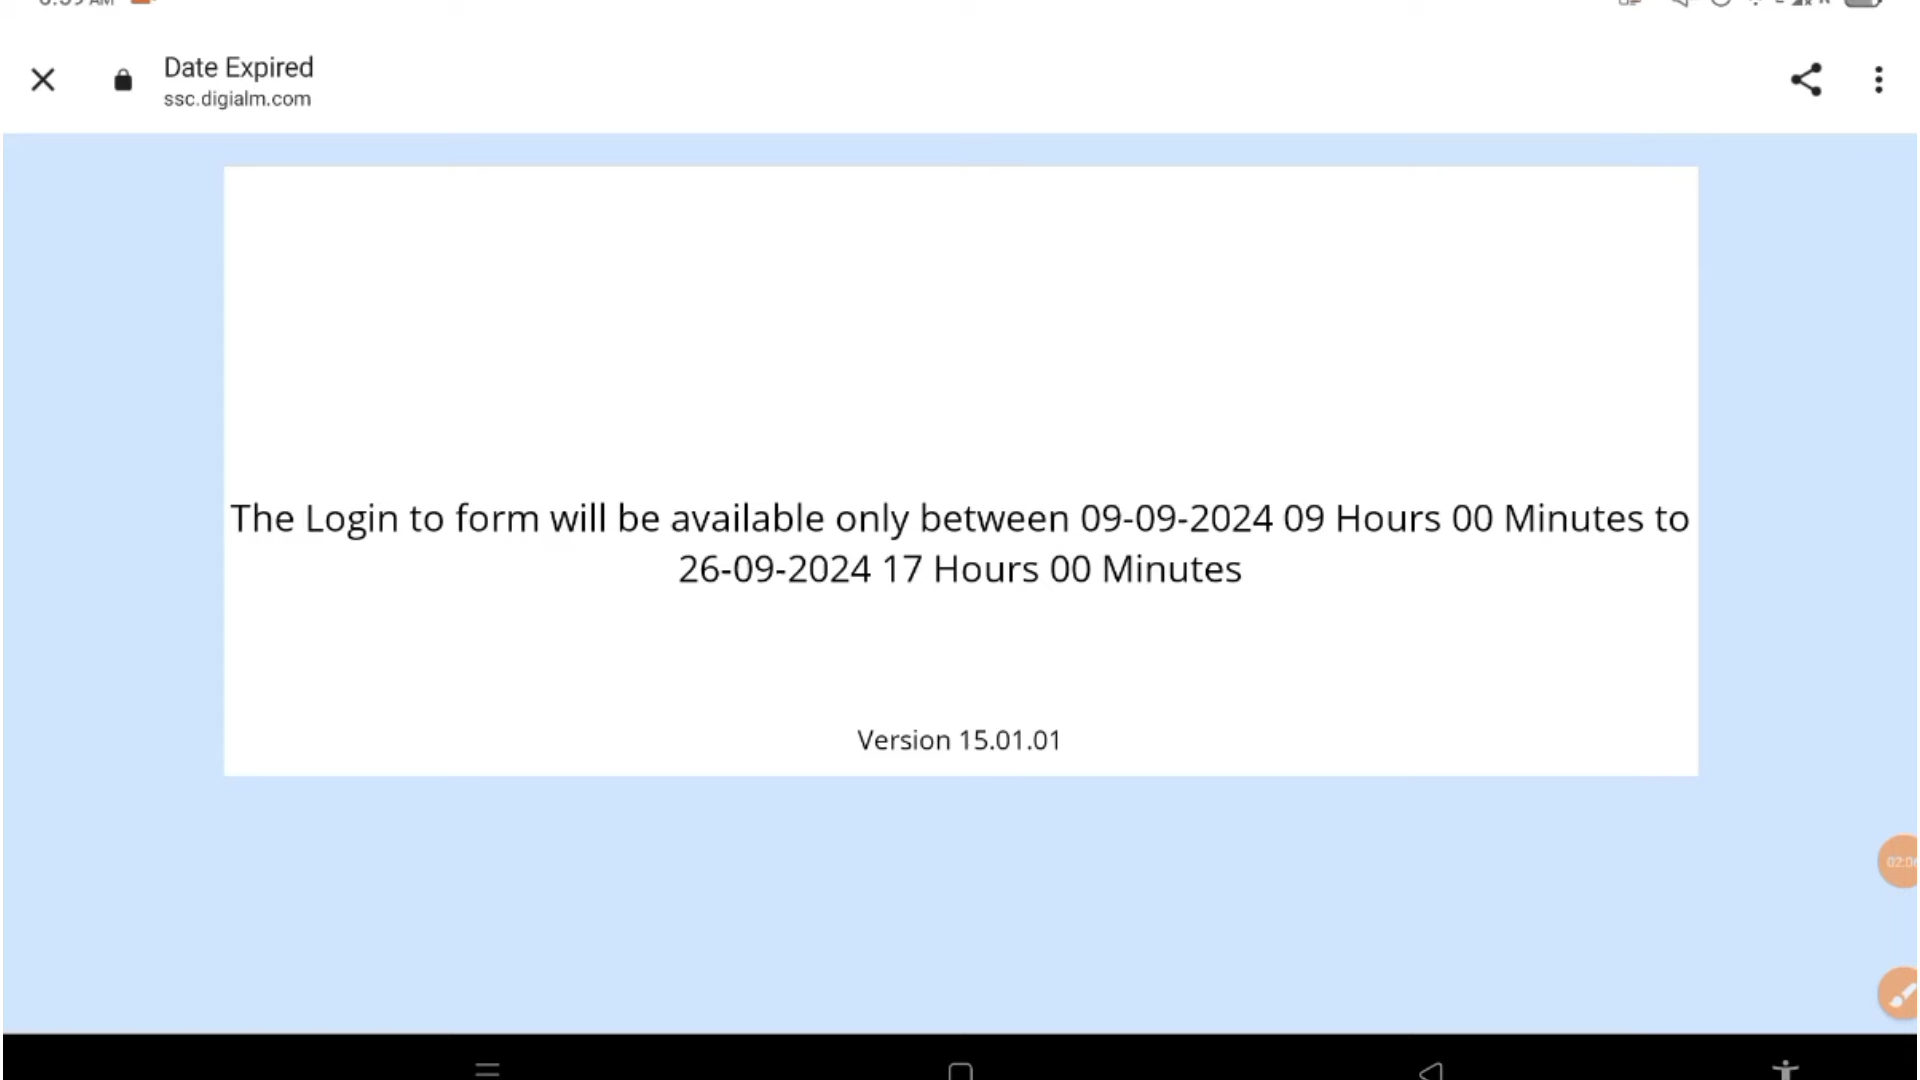 Date Expired
ssc.digialm.com
The Login to form will be available only between 09-09-2024 09 Hours 00 Minutes to
26-09-2024 17 Hours 00 Minutes
Version 15.01.01